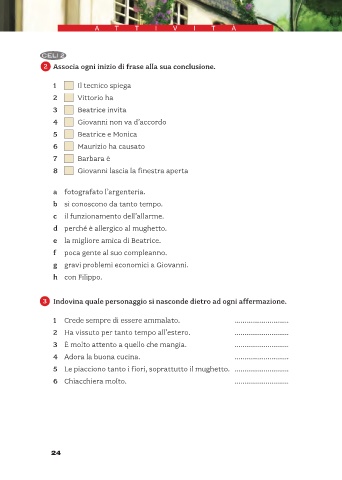 ATTIVITÀ
CELI 2
2 Associa ogni inizio di frase alla sua conclusione.
1 Il tecnico spiega
2 Vittorio ha
3 Beatrice invita
4 Giovanni non va d'accordo
5 Beatrice e Monica
6 Maurizio ha causato
7 Barbara è
8 Giovanni lascia la finestra aperta
a fotografato l'argenteria.
b si conoscono da tanto tempo.
c il funzionamento dell'allarme.
d perché è allergico al mughetto.
e la migliore amica di Beatrice.
f poca gente al suo compleanno.
g gravi problemi economici a Giovanni.
h con Filippo.
3 Indovina quale personaggio si nasconde dietro ad ogni affermazione.
1 Crede sempre di essere ammalato. ...........................
2 Ha vissuto per tanto tempo all'estero. ...........................
3 È molto attento a quello che mangia. ...........................
4 Adora la buona cucina. ...........................
5 Le piacciono tanto i fiori, soprattutto il mughetto. ...........................
6 Chiacchiera molto. ...........................
24